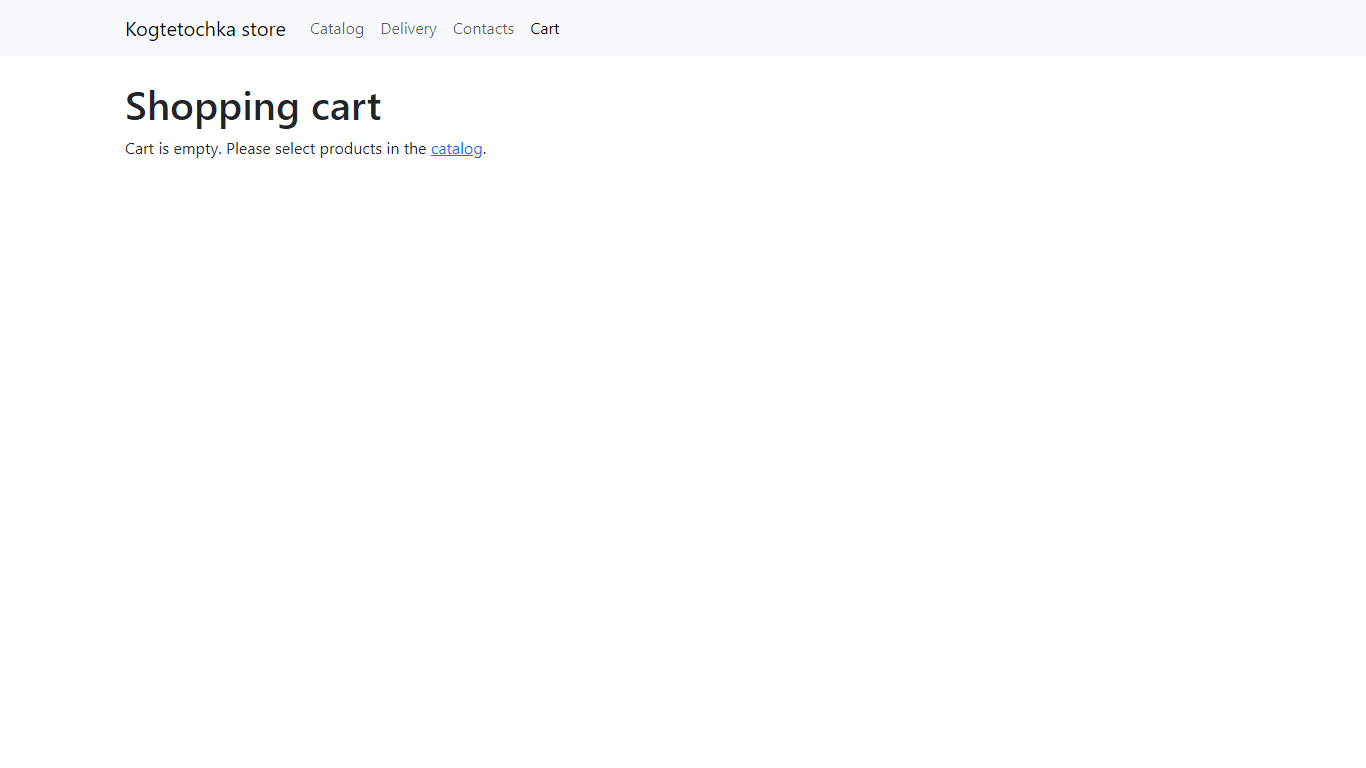 Kogtetochka store Catalog Delivery Contacts Cart
Shopping cart
Cart is empty. Please select products in the catalog.